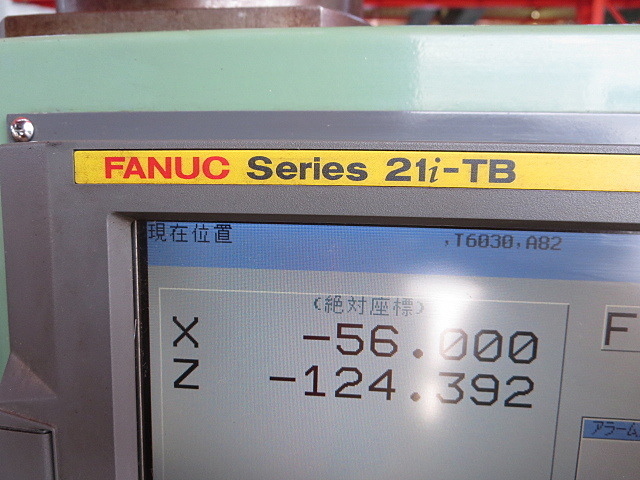 FANUC Series 21i-TB
現在位置 ,T6030,A82
(絶対座標)
X -56.000
F
Z -124.392
アラーム